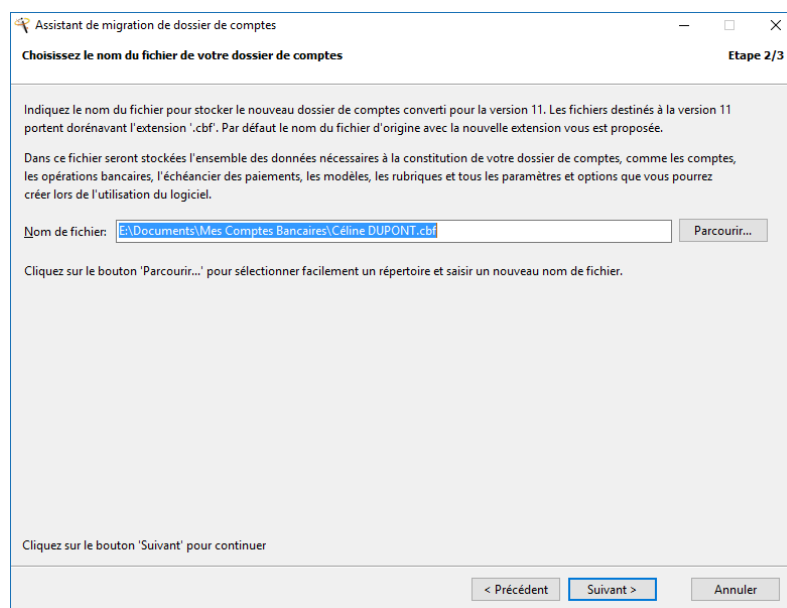 Assistant de migration de dossier de comptes
Choisissez le nom du fichier de votre dossier de comptes
Etape 2/3
Indiquez le nom du fichier pour stocker le nouveau dossier de comptes converti pour la version 11. Les fichiers destinés à la version 11
portent dorénavant l'extension '.cbf'. Par défaut le nom du fichier d'origine avec la nouvelle extension vous est proposée.
Dans ce fichier seront stockées l'ensemble des données nécessaires à la constitution de votre dossier de comptes, comme les comptes,
les opérations bancaires, l'échéancier des paiements, les modèles, les rubriques et tous les paramètres et options que vous pourrez
créer lors de l'utilisation du logiciel.
Nom de fichier: E:\Documents\Mes Comptes Bancaires\Céline DUPONT.cbf Parcourir...
Cliquez sur le bouton 'Parcourir...' pour sélectionner facilement un répertoire et saisir un nouveau nom de fichier.
Cliquez sur le bouton 'Suivant' pour continuer
< Précédent Suivant > Annuler